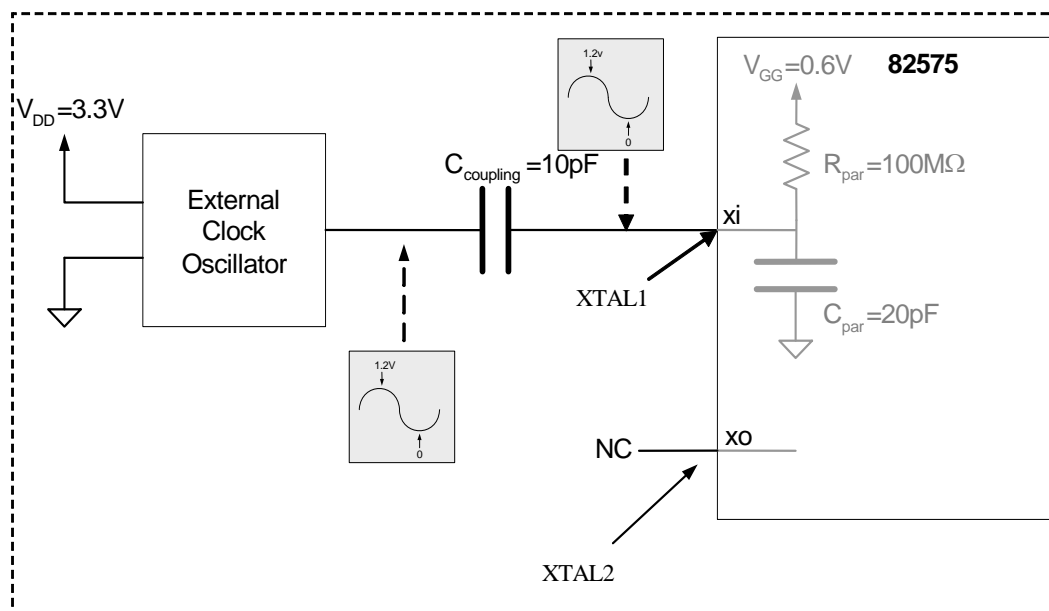 V_DD=3.3V
External
Clock
Oscillator
1.2V
0
C_coupling=10pF
1.2v
0
V_GG=0.6V
82575
R_par=100MΩ
xi
XTAL1
C_par=20pF
NC
xo
XTAL2